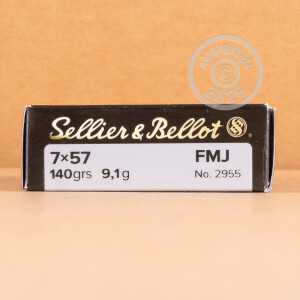 Sellier & Bellot
7×57 FMJ
140grs 9,1g No. 2955